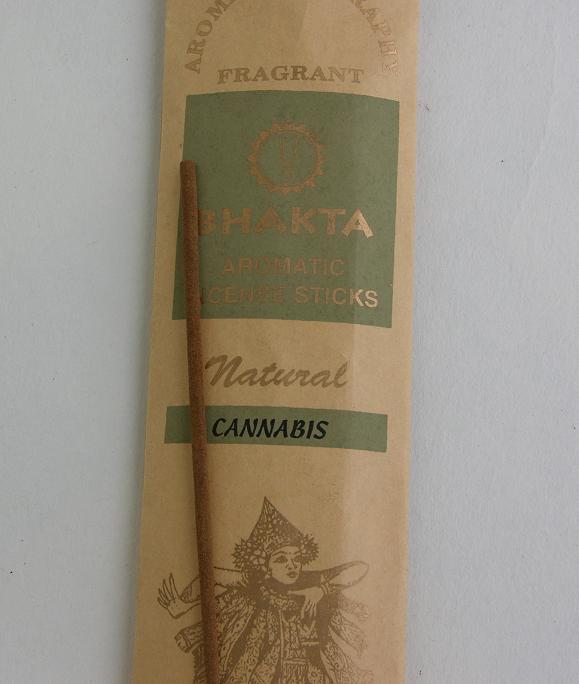 FRAGRANT
BHAKTA
AROMATIC
INCENSE STICKS
Natural
CANNABIS